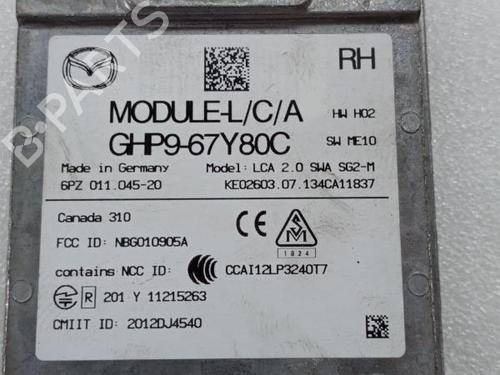 RH
MODULE-L/C/A HW H02
GHP9-67Y80C SW ME10
Made in Germany Model: LCA 2.0 SWA SG2-M
6PZ 011.045-20 KE02603.07.134CA11837
Canada 310
FCC ID: NBG010905A
CE
S M
1024
contains NCC ID: CCAI12LP3240T7
R 201 Y 11215263
CMIIT ID: 2012DJ4540
B-PARTS